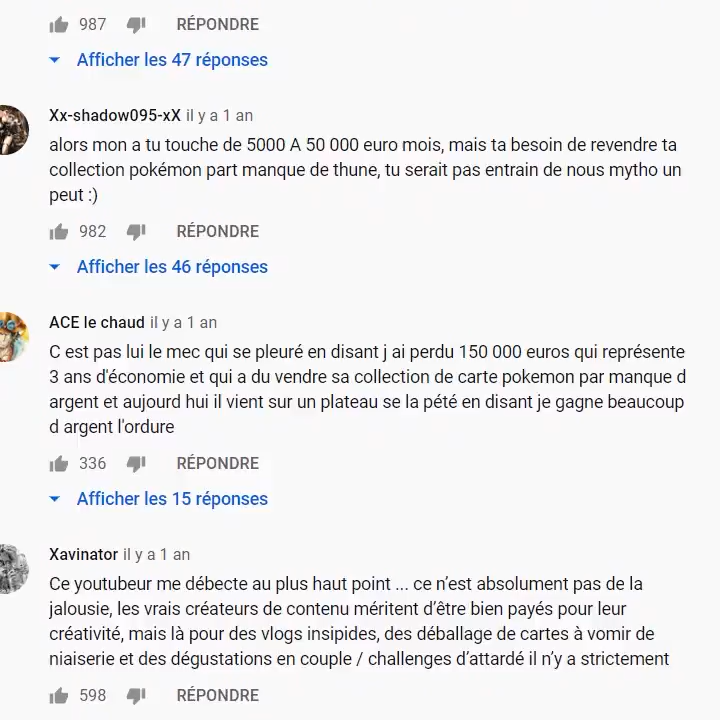 987 RÉPONDRE
Afficher les 47 réponses
Xx-shadow095-xX il y a 1 an
alors mon a tu touche de 5000 A 50 000 euro mois, mais ta besoin de revendre ta
collection pokémon part manque de thune, tu serait pas entrain de nous mytho un
peut :)
982 RÉPONDRE
Afficher les 46 réponses
ACE le chaud il y a 1 an
C est pas lui le mec qui se pleuré en disant j ai perdu 150 000 euros qui représente
3 ans d'économie et qui a du vendre sa collection de carte pokemon par manque d
argent et aujourd hui il vient sur un plateau se la pété en disant je gagne beaucoup
d argent l'ordure
336 RÉPONDRE
Afficher les 15 réponses
Xavinator il y a 1 an
Ce youtubeur me débecte au plus haut point ... ce n’est absolument pas de la
jalousie, les vrais créateurs de contenu méritent d’être bien payés pour leur
créativité, mais là pour des vlogs insipides, des déballage de cartes à vomir de
niaiserie et des dégustations en couple / challenges d’attardé il n’y a strictement
598 RÉPONDRE